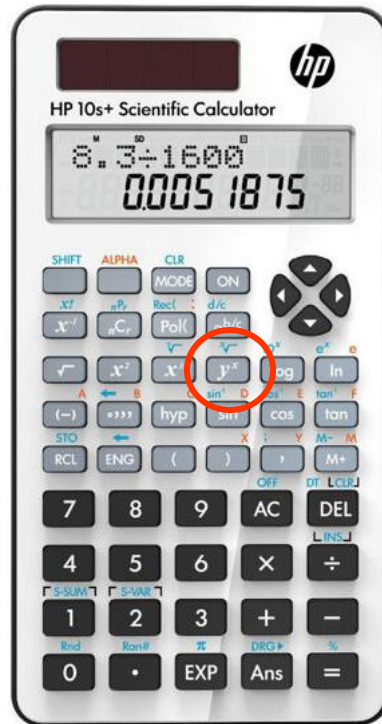 hp
HP 10s+ Scientific Calculator
M SD D
8.3÷1600
0.0051875
SHIFT ALPHA CLR
MODE ON
x! nPr Rec( : d/c
x⁻¹ nCr Pol(
³√ ˣ√ eˣ e
√ x² x³ yˣ log ln
A B C sin⁻¹ D cos⁻¹ E tan⁻¹ F
(−) hyp sin cos tan
STO X ; Y M− M
RCL ENG ( ) , M+
OFF DT CLR
7 8 9 AC DEL
INS
4 5 6 × ÷
S-SUM S-VAR
1 2 3 + −
Rnd Ran# π DRG▶ %
0 · EXP Ans =